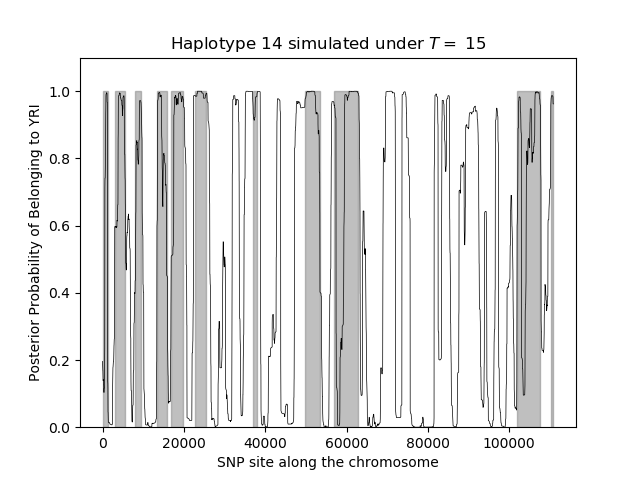 Haplotype 14 simulated under T = 15
Posterior Probability of Belonging to YRI
1.0
0.8
0.6
0.4
0.2
0.0
0 20000 40000 60000 80000 100000
SNP site along the chromosome